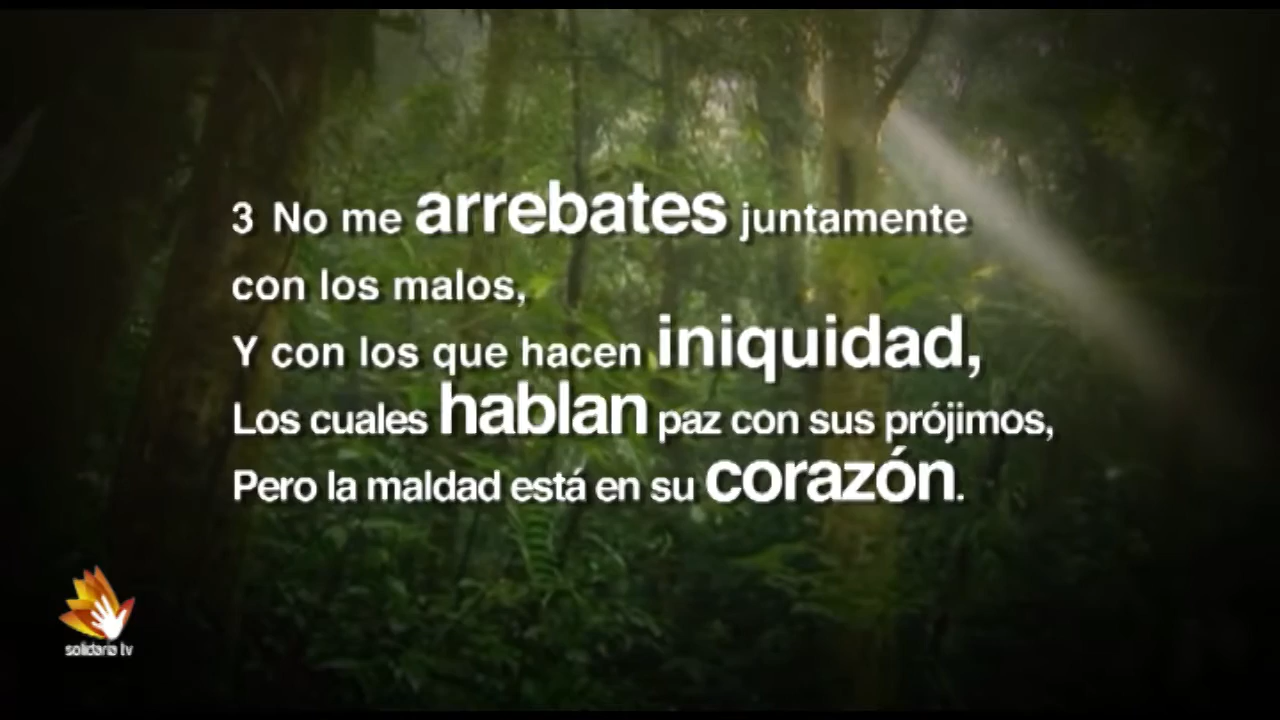 3 No me arrebates juntamente
con los malos,
Y con los que hacen iniquidad,
Los cuales hablan paz con sus prójimos,
Pero la maldad está en su corazón.
solidaria tv